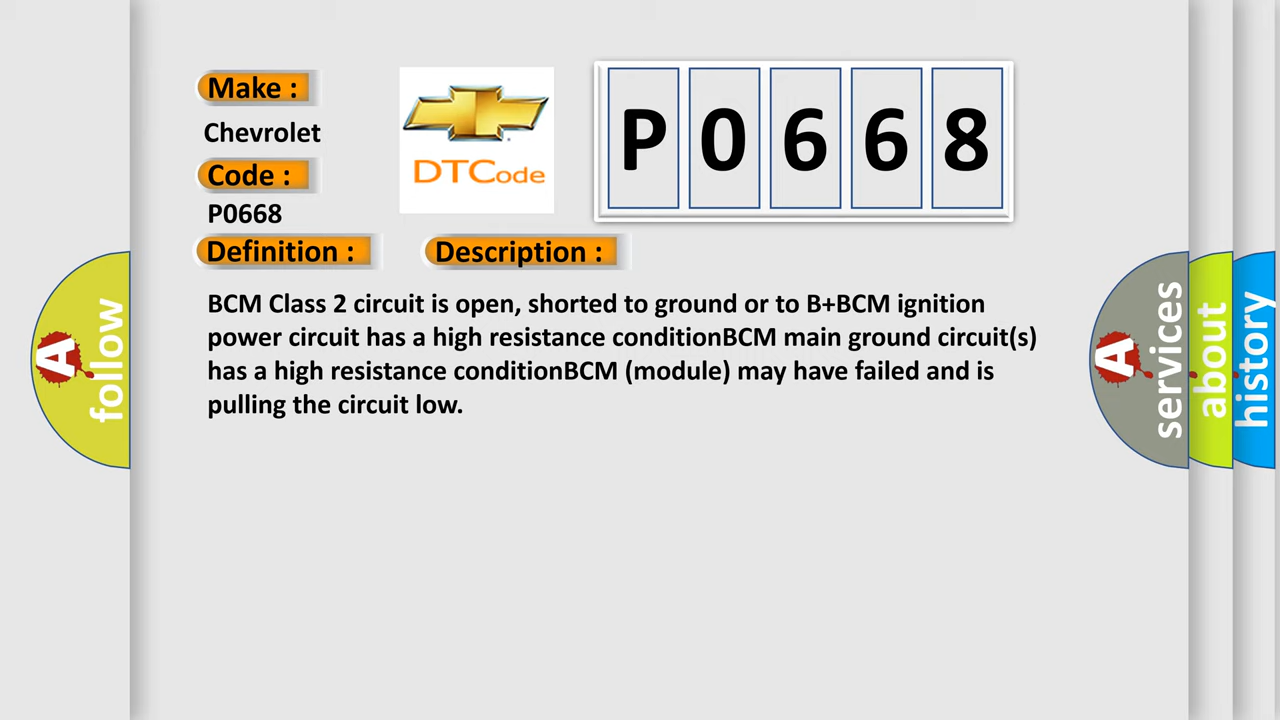 Make :
Chevrolet
Code :
P0668
Definition :
Description :
DTCode
P0668
BCM Class 2 circuit is open, shorted to ground or to B+BCM ignition
power circuit has a high resistance conditionBCM main ground circuit(s)
has a high resistance conditionBCM (module) may have failed and is
pulling the circuit low.
A follow
A services
about
history